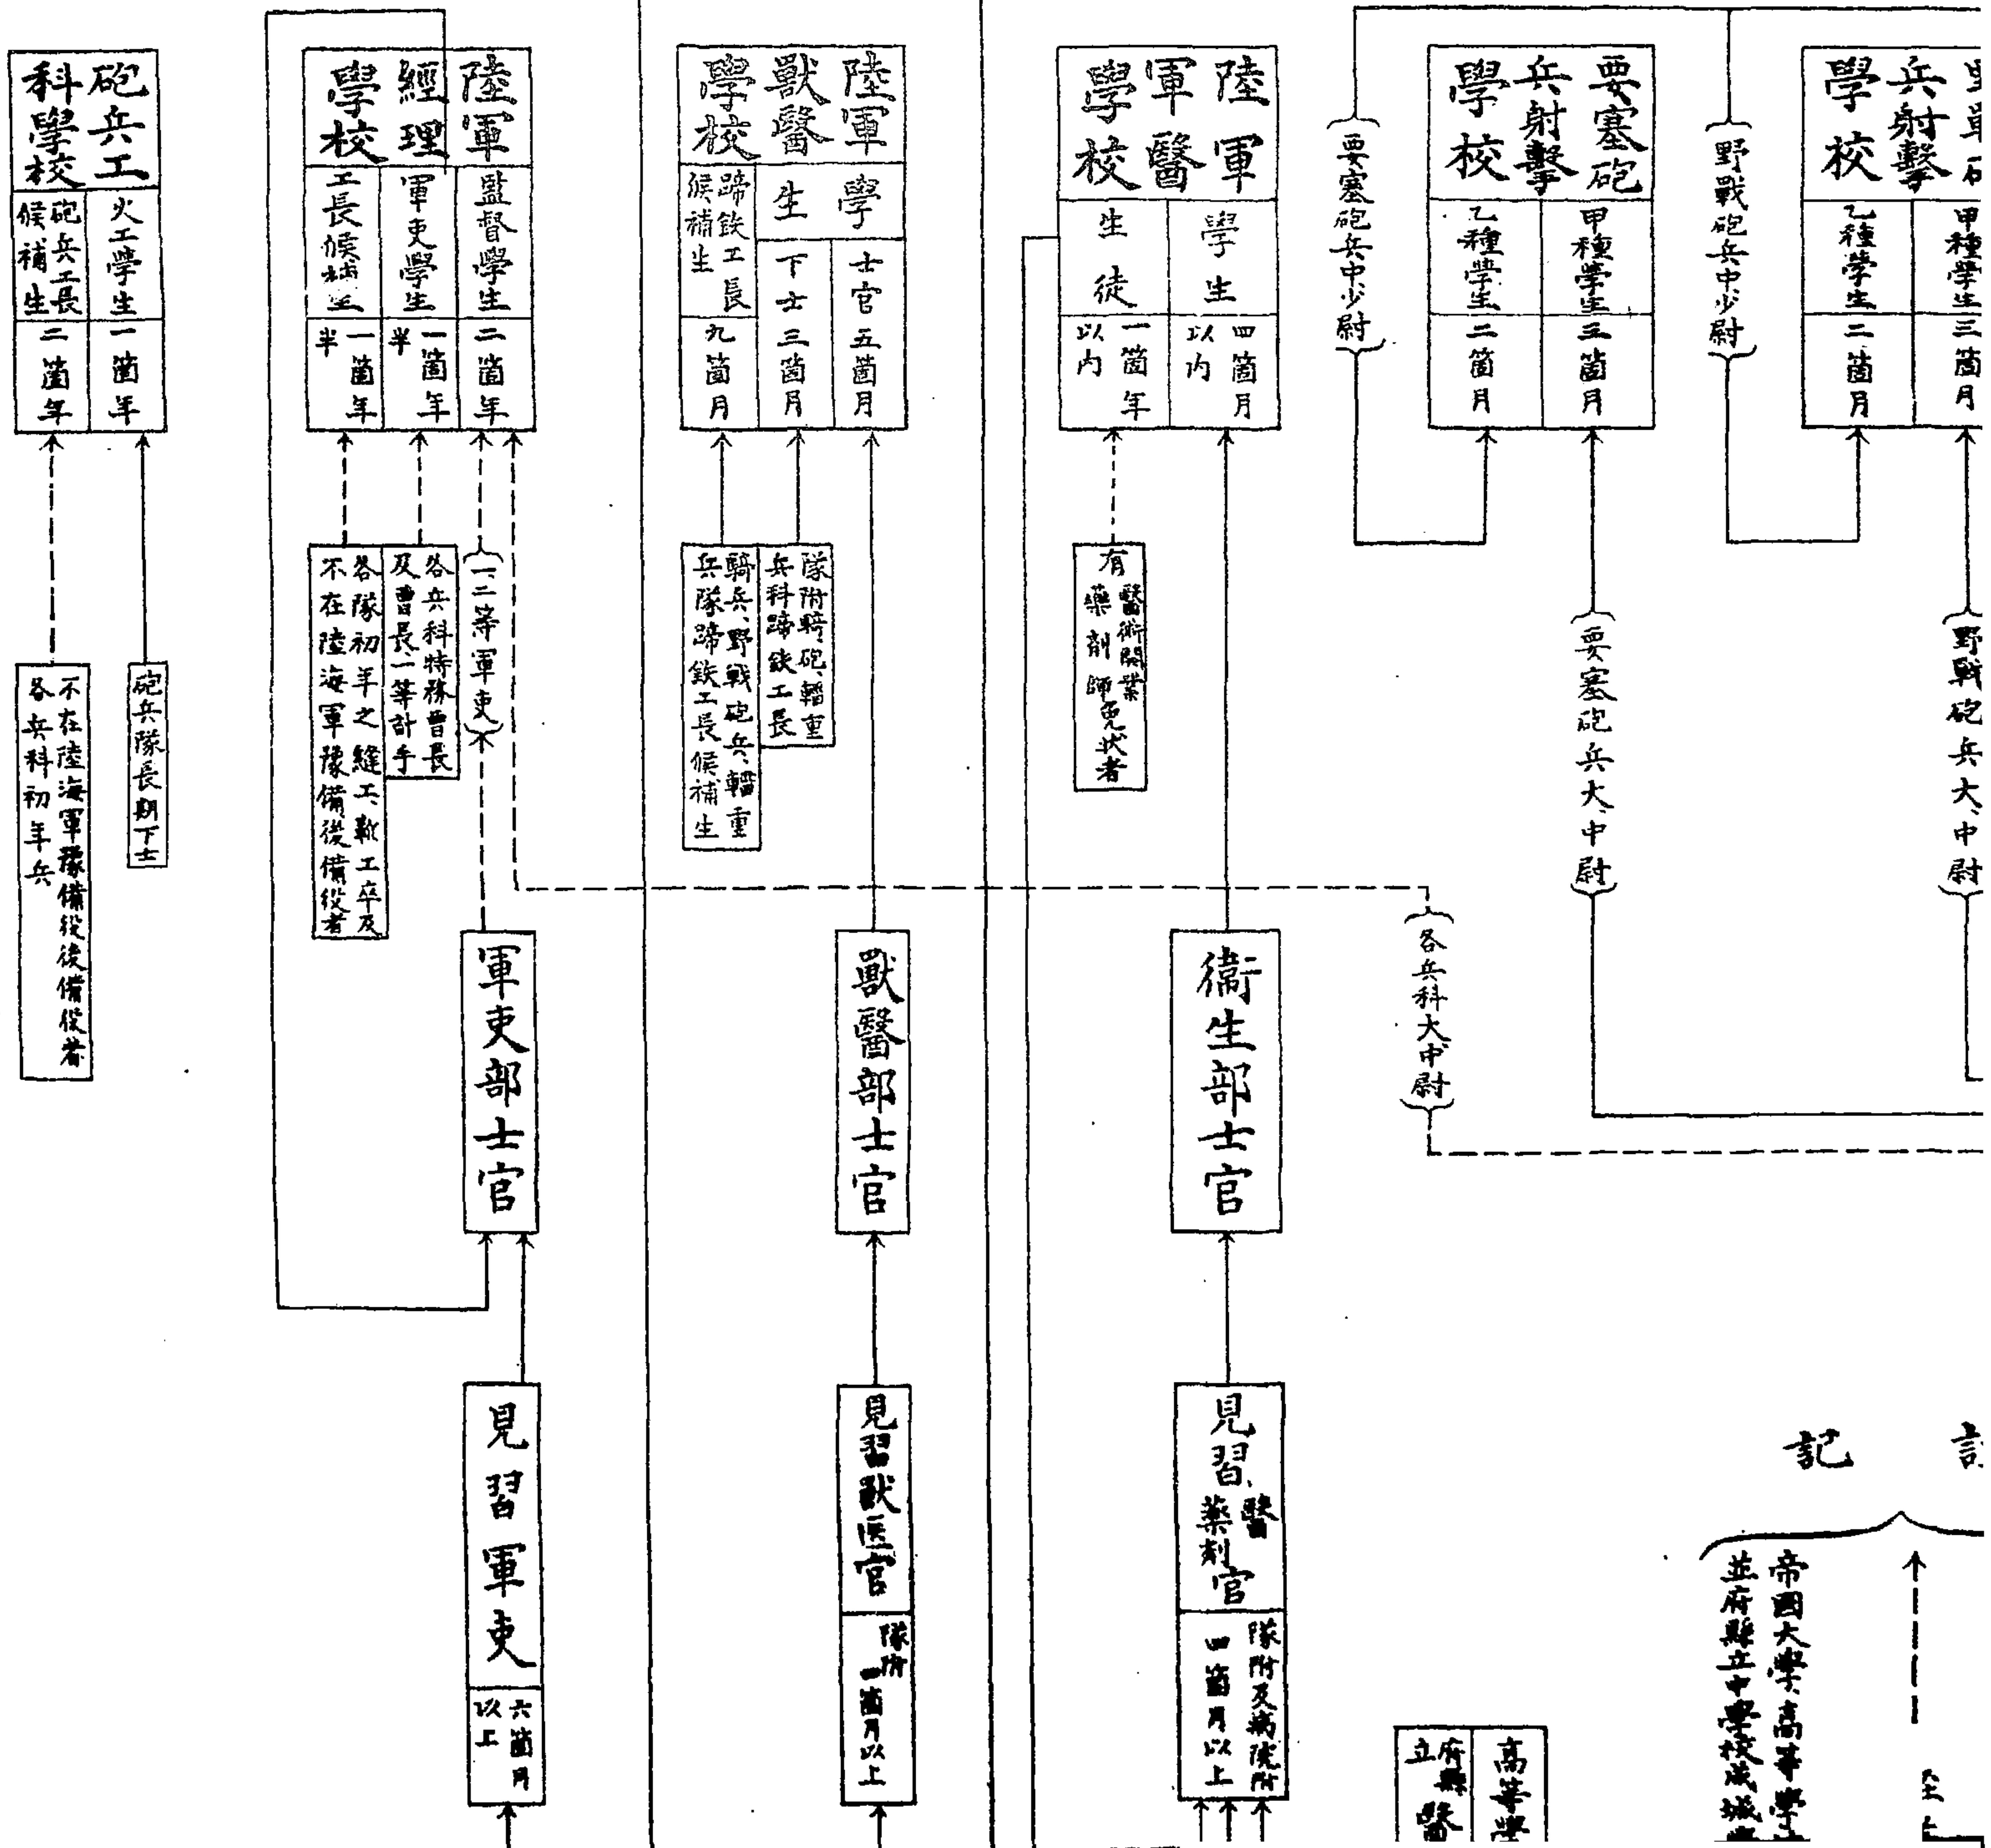 學校
兵射擊
甲種學生
三箇月
乙種學生
二箇月
野戰砲兵大、中尉
野戰砲兵中少尉
要塞砲
兵射擊
學校
甲種學生
三箇月
乙種學生
二箇月
要塞砲兵大、中尉
要塞砲兵中少尉
各兵科大中尉
陸軍
軍醫
學校
學生
四箇月
以内
生徒
一箇年
以内
有
醫術開業
藥劑師
免狀者
衛生部士官
見習
醫
藥劑
官
隊附及病院附
四箇月以上
陸軍
獸醫
學校
學生
士官
五箇月
下士
三箇月
蹄鉄工長
候補生
九箇月
隊附騎、砲、輜重
兵科蹄鉄工長
騎兵、野戰砲兵、輜重
兵隊蹄鉄工長候補生
獸醫部士官
見習獸医官
隊附
一箇月以上
陸軍
經理
學校
監督學生
二箇年
軍吏學生
一箇年
半
工長候補生
一箇年
半
一、二等軍吏
各兵科特務曹長
及曹長、一等計手
各隊初年之縫工、靴工卒及
不在陸海軍豫備後備役者
軍吏部士官
見習軍吏
六箇月
以上
砲兵工
科學校
火工學生
一箇年
砲兵工長
候補生
二箇年
砲兵隊長期下士
不在陸海軍豫備役後備役者
各兵科初年兵
記
帝國大學、高等學
並府縣立中學校成城
高等學
府縣
立
醫